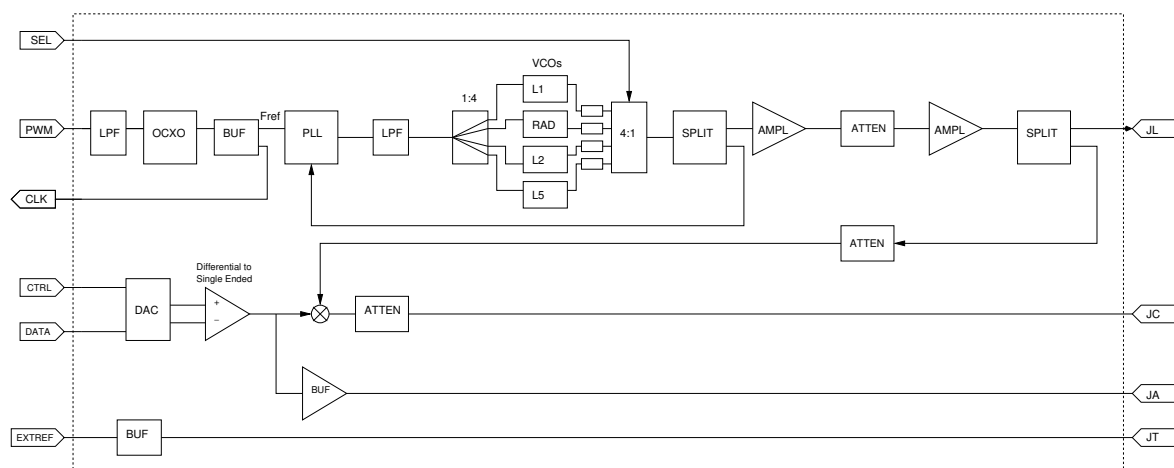 SEL
VCOs
1:4
L1
PWM
LPF
OCXO
BUF
Fref
PLL
LPF
RAD
4:1
SPLIT
AMPL
ATTEN
AMPL
SPLIT
JL
L2
L5
CLK
ATTEN
Differential to
Single Ended
CTRL
DAC
+
−
DATA
ATTEN
JC
BUF
JA
EXTREF
BUF
JT